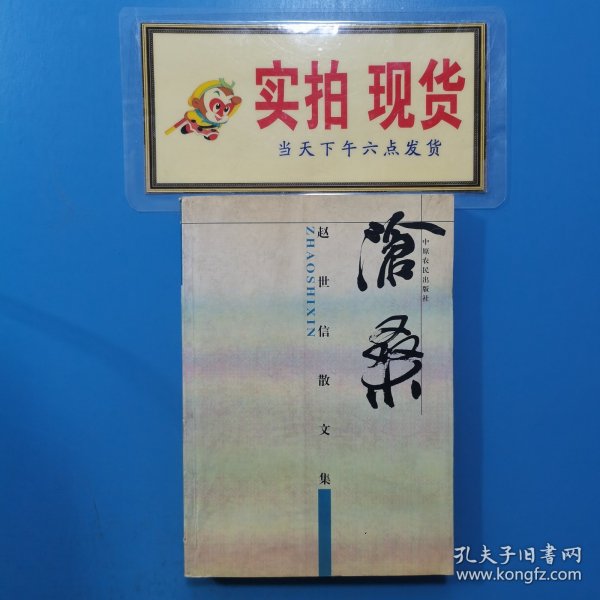 实拍 现货
当天下午六点发货
沧桑
中原农民出版社
赵世信散文集
ZHAOSHIXIN
孔夫子旧书网
www.kongfz.com